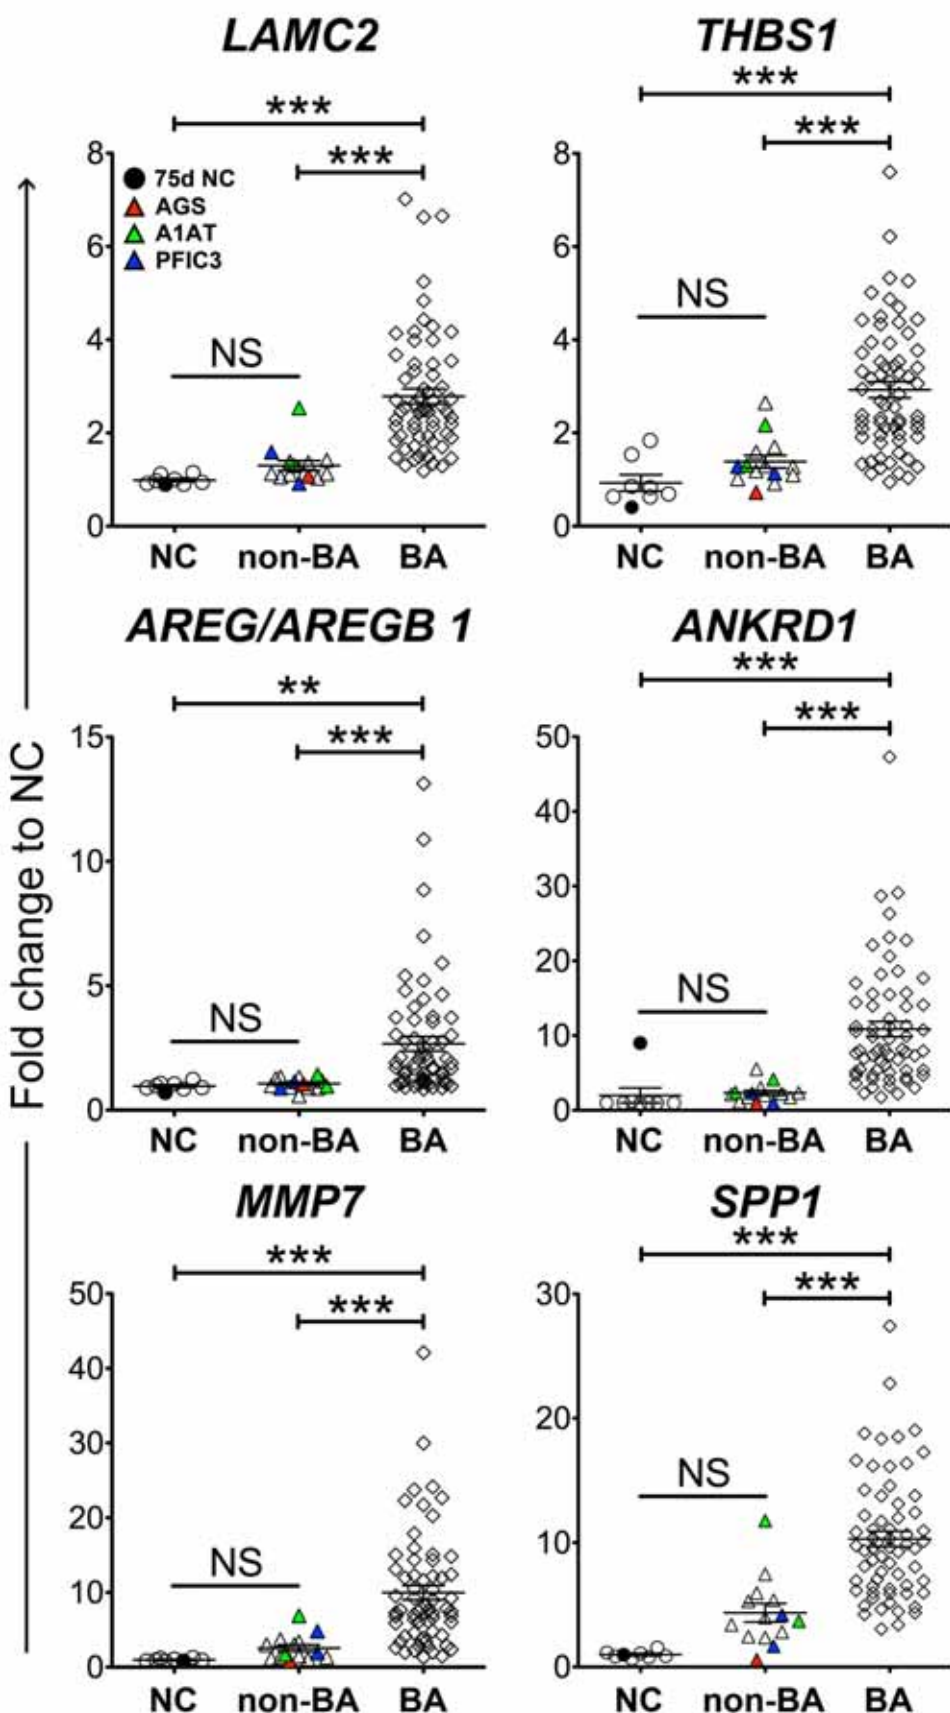 LAMC2
***
***
8
6
4
2
0
75d NC
AGS
A1AT
PFIC3
NS
NC non-BA BA
THBS1
***
***
8
6
4
2
0
NS
NC non-BA BA
AREG/AREGB 1
**
***
15
10
5
0
NS
NC non-BA BA
ANKRD1
***
***
50
40
30
20
10
0
NS
NC non-BA BA
MMP7
***
***
50
40
30
20
10
0
NS
NC non-BA BA
SPP1
***
***
30
20
10
0
NS
NC non-BA BA
Fold change to NC